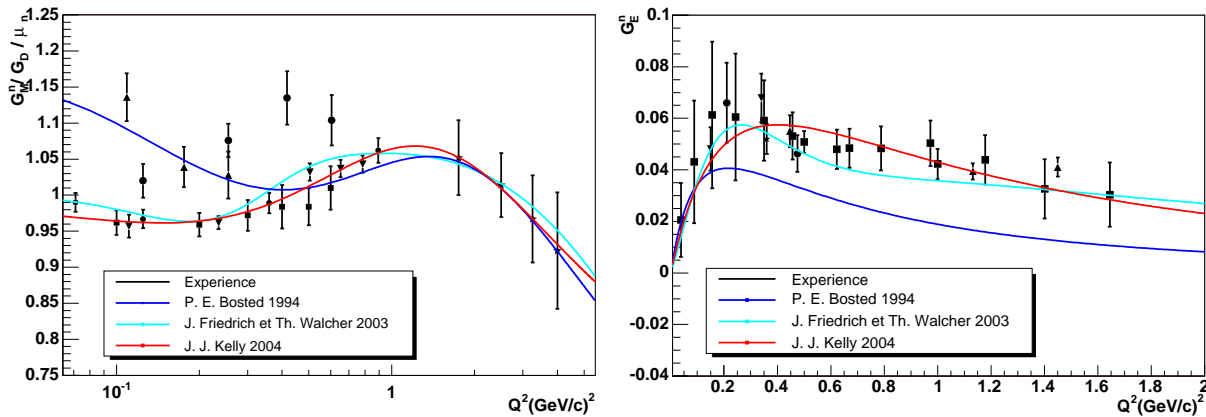 1.25
1.2
1.15
1.1
1.05
1
0.95
0.9
0.85
0.8
0.75
G_M^n / G_D / μ_n
Experience
P. E. Bosted 1994
J. Friedrich et Th. Walcher 2003
J. J. Kelly 2004
10^-1
1
Q^2(GeV/c)^2
0.1
0.08
0.06
0.04
0.02
0
−0.02
−0.04
G_E^n
Experience
P. E. Bosted 1994
J. Friedrich et Th. Walcher 2003
J. J. Kelly 2004
0.2 0.4 0.6 0.8 1 1.2 1.4 1.6 1.8 2
Q^2(GeV/c)^2